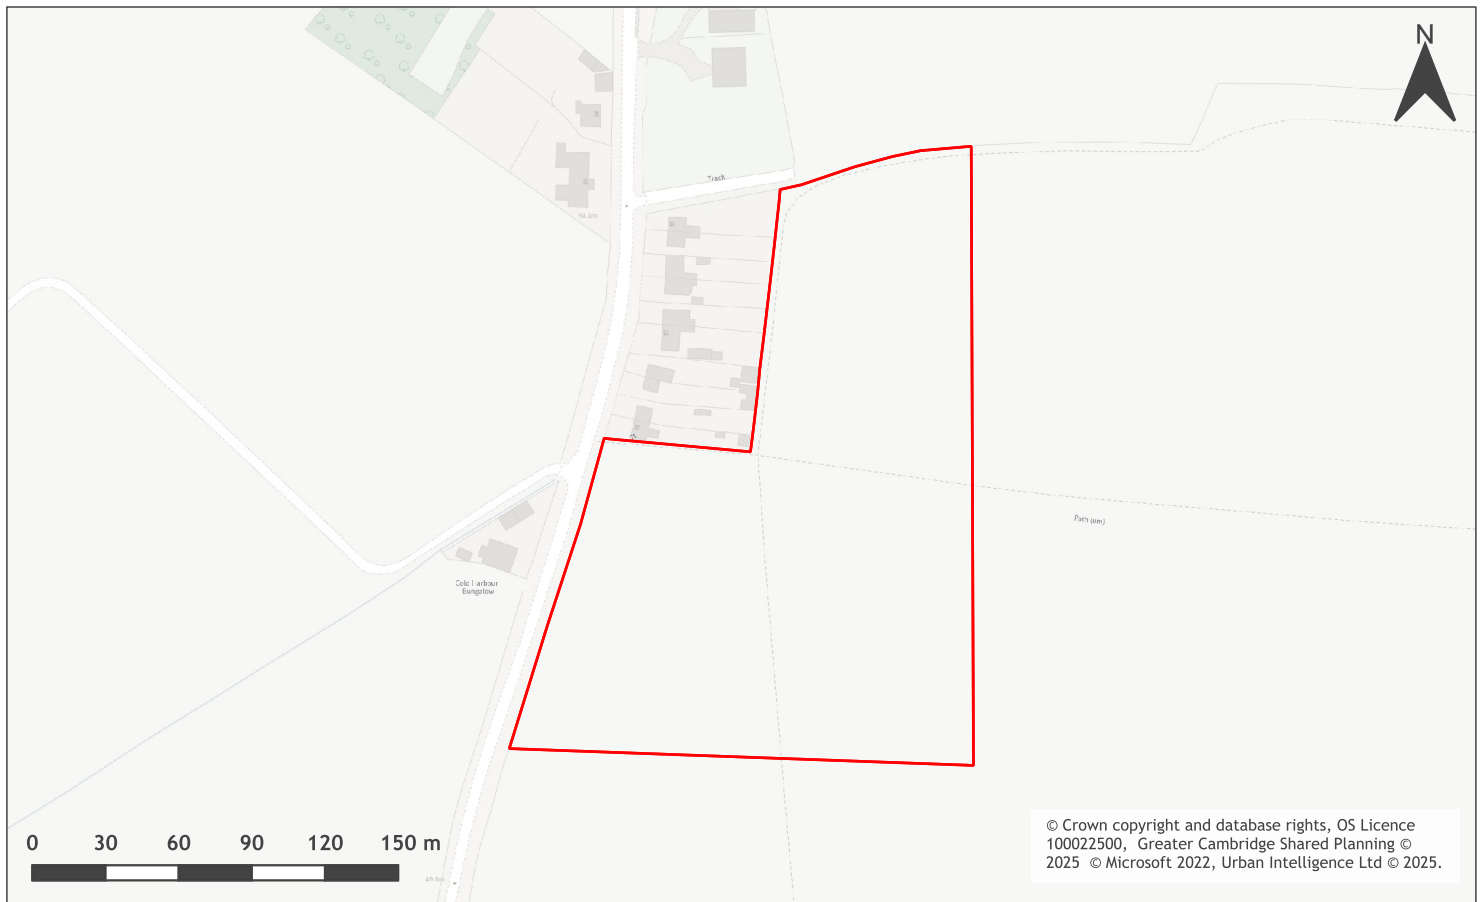 N
Track
Cold Harbour
Bungalow
Path (um)
0 30 60 90 120 150 m
© Crown copyright and database rights, OS Licence
100022500, Greater Cambridge Shared Planning ©
2025 © Microsoft 2022, Urban Intelligence Ltd © 2025.